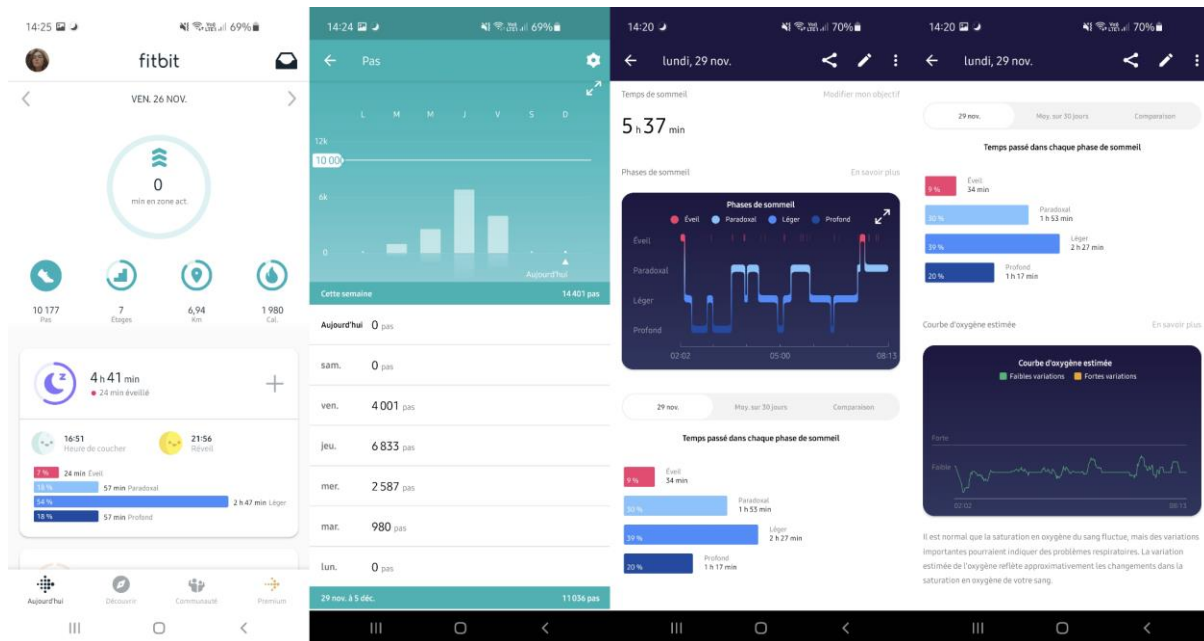 14:25
69%
fitbit
VEN. 26 NOV.
0
min en zone act.
10 177
Pas
7
Étages
6,94
Km
1 980
Cal.
4 h 41 min
24 min éveillé
16:51
Heure de coucher
21:56
Réveil
7 % 24 min Éveil
18 % 57 min Paradoxal
54 % 2 h 47 min Léger
18 % 57 min Profond
Aujourd'hui
Découvrir
Communauté
Premium
14:24
69%
Pas
L M M J V S D
12k
10 00
6k
0
Aujourd'hui
Cette semaine 14 401 pas
Aujourd'hui 0 pas
sam. 0 pas
ven. 4 001 pas
jeu. 6 833 pas
mer. 2 587 pas
mar. 980 pas
lun. 0 pas
29 nov. à 5 déc. 11 036 pas
14:20
70%
lundi, 29 nov.
Temps de sommeil Modifier mon objectif
5 h 37 min
Phases de sommeil En savoir plus
Phases de sommeil
Éveil Paradoxal Léger Profond
Éveil
Paradoxal
Léger
Profond
02:02 05:00 08:13
29 nov. Moy. sur 30 jours Comparaison
Temps passé dans chaque phase de sommeil
Éveil
9 % 34 min
Paradoxal
30 % 1 h 53 min
Léger
39 % 2 h 27 min
Profond
20 % 1 h 17 min
14:20
70%
lundi, 29 nov.
29 nov. Moy. sur 30 jours Comparaison
Temps passé dans chaque phase de sommeil
Éveil
9 % 34 min
Paradoxal
30 % 1 h 53 min
Léger
39 % 2 h 27 min
Profond
20 % 1 h 17 min
Courbe d'oxygène estimée En savoir plus
Courbe d'oxygène estimée
Faibles variations Fortes variations
Forte
Faible
02:02 08:13
Il est normal que la saturation en oxygène du sang fluctue, mais des variations
importantes pourraient indiquer des problèmes respiratoires. La variation
estimée de l'oxygène reflète approximativement les changements dans la
saturation en oxygène de votre sang.